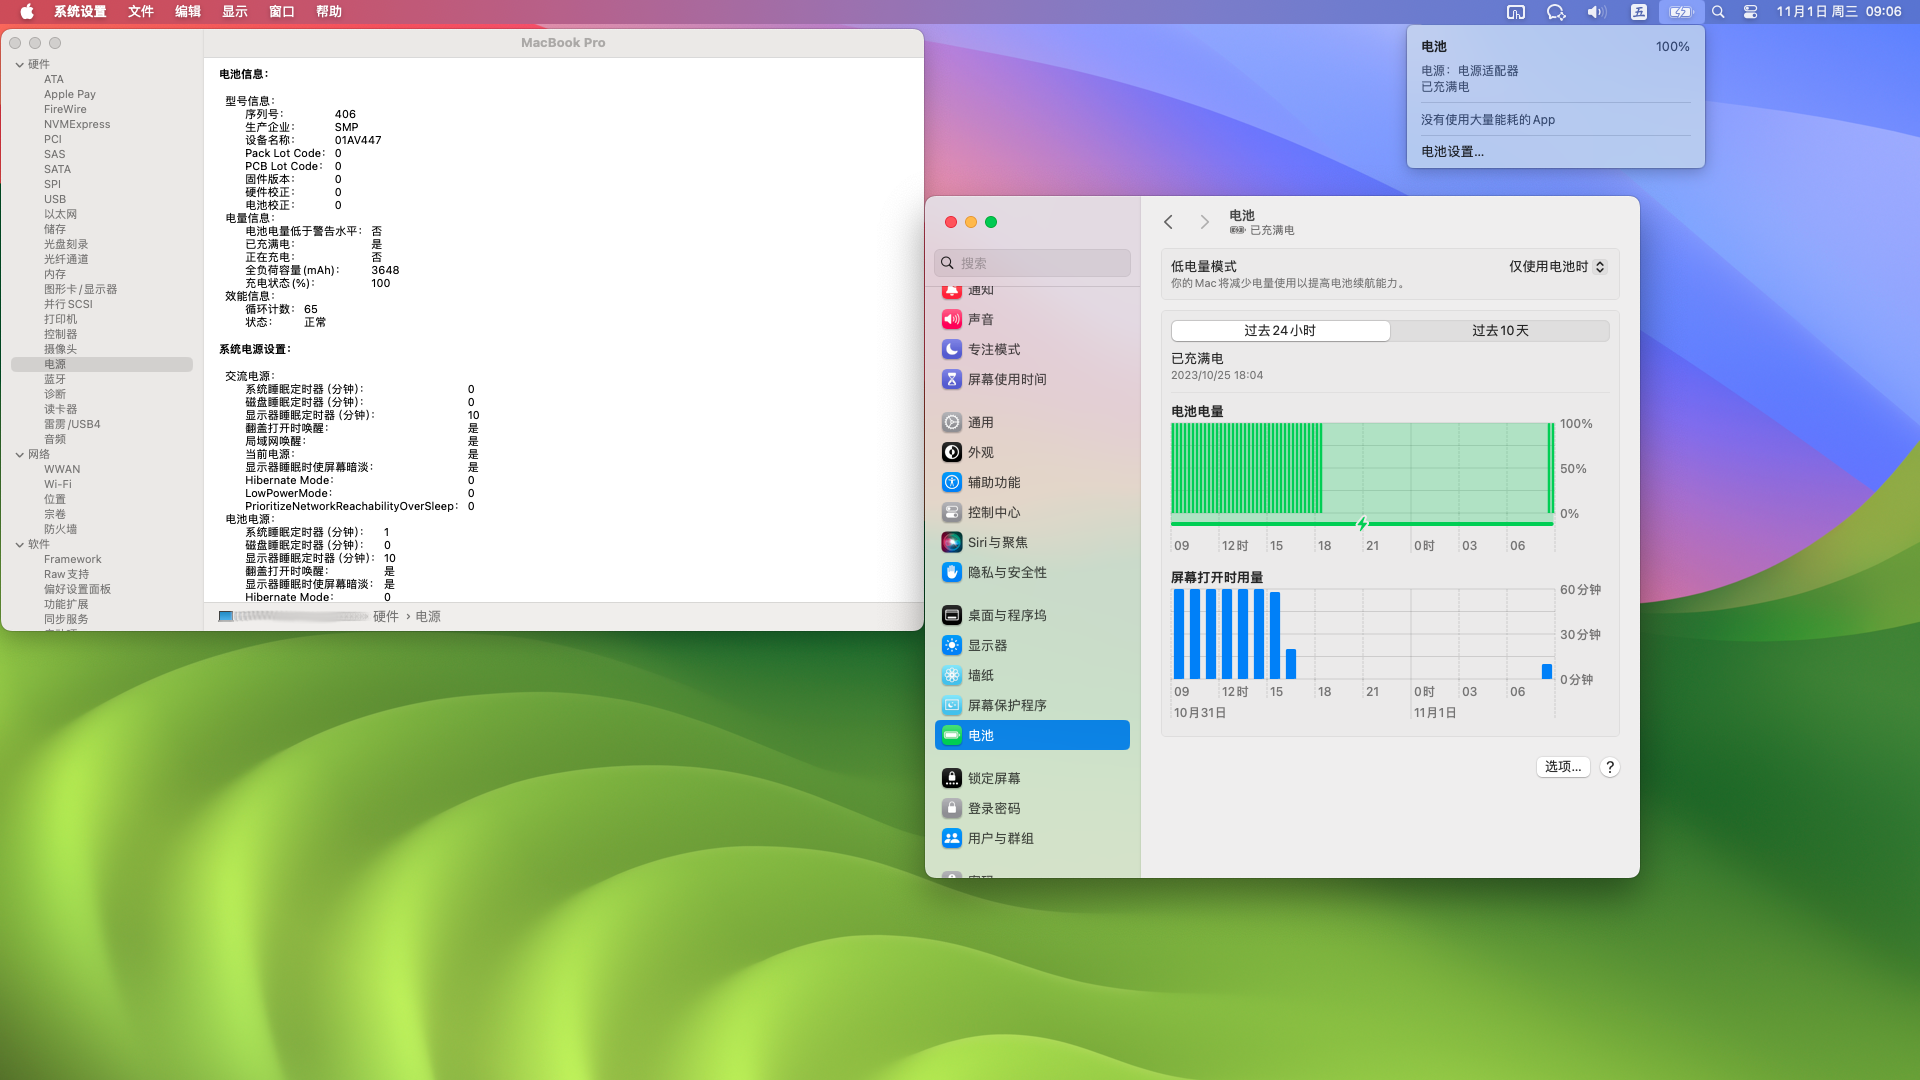 系统设置 文件 编辑 显示 窗口 帮助
五
11月1日 周三 09:06
MacBook Pro
硬件
ATA
Apple Pay
FireWire
NVMExpress
PCI
SAS
SATA
SPI
USB
以太网
储存
光盘刻录
光纤通道
内存
图形卡/显示器
并行SCSI
打印机
控制器
摄像头
电源
蓝牙
诊断
读卡器
雷雳/USB4
音频
网络
WWAN
Wi-Fi
位置
宗卷
防火墙
软件
Framework
Raw支持
偏好设置面板
功能扩展
同步服务
电池信息：
型号信息：
序列号： 406
生产企业： SMP
设备名称： 01AV447
Pack Lot Code： 0
PCB Lot Code： 0
固件版本： 0
硬件校正： 0
电池校正： 0
电量信息：
电池电量低于警告水平： 否
已充满电： 是
正在充电： 否
全负荷容量(mAh)： 3648
充电状态(%)： 100
效能信息：
循环计数： 65
状态： 正常
系统电源设置：
交流电源：
系统睡眠定时器（分钟）： 0
磁盘睡眠定时器（分钟）： 0
显示器睡眠定时器（分钟）： 10
翻盖打开时唤醒： 是
局域网唤醒： 是
当前电源： 是
显示器睡眠时使屏幕暗淡： 是
Hibernate Mode： 0
LowPowerMode： 0
PrioritizeNetworkReachabilityOverSleep： 0
电池电源：
系统睡眠定时器（分钟）： 1
磁盘睡眠定时器（分钟）： 0
显示器睡眠定时器（分钟）： 10
翻盖打开时唤醒： 是
显示器睡眠时使屏幕暗淡： 是
Hibernate Mode： 0
硬件 › 电源
电池 100%
电源：电源适配器
已充满电
没有使用大量能耗的App
电池设置...
搜索
通知
声音
专注模式
屏幕使用时间
通用
外观
辅助功能
控制中心
Siri与聚焦
隐私与安全性
桌面与程序坞
显示器
墙纸
屏幕保护程序
电池
锁定屏幕
登录密码
用户与群组
电池
已充满电
低电量模式 仅使用电池时
你的Mac将减少电量使用以提高电池续航能力。
过去24小时 过去10天
已充满电
2023/10/25 18:04
电池电量
100%
50%
0%
09 12时 15 18 21 0时 03 06
屏幕打开时用量
60分钟
30分钟
0分钟
09 12时 15 18 21 0时 03 06
10月31日 11月1日
选项... ?